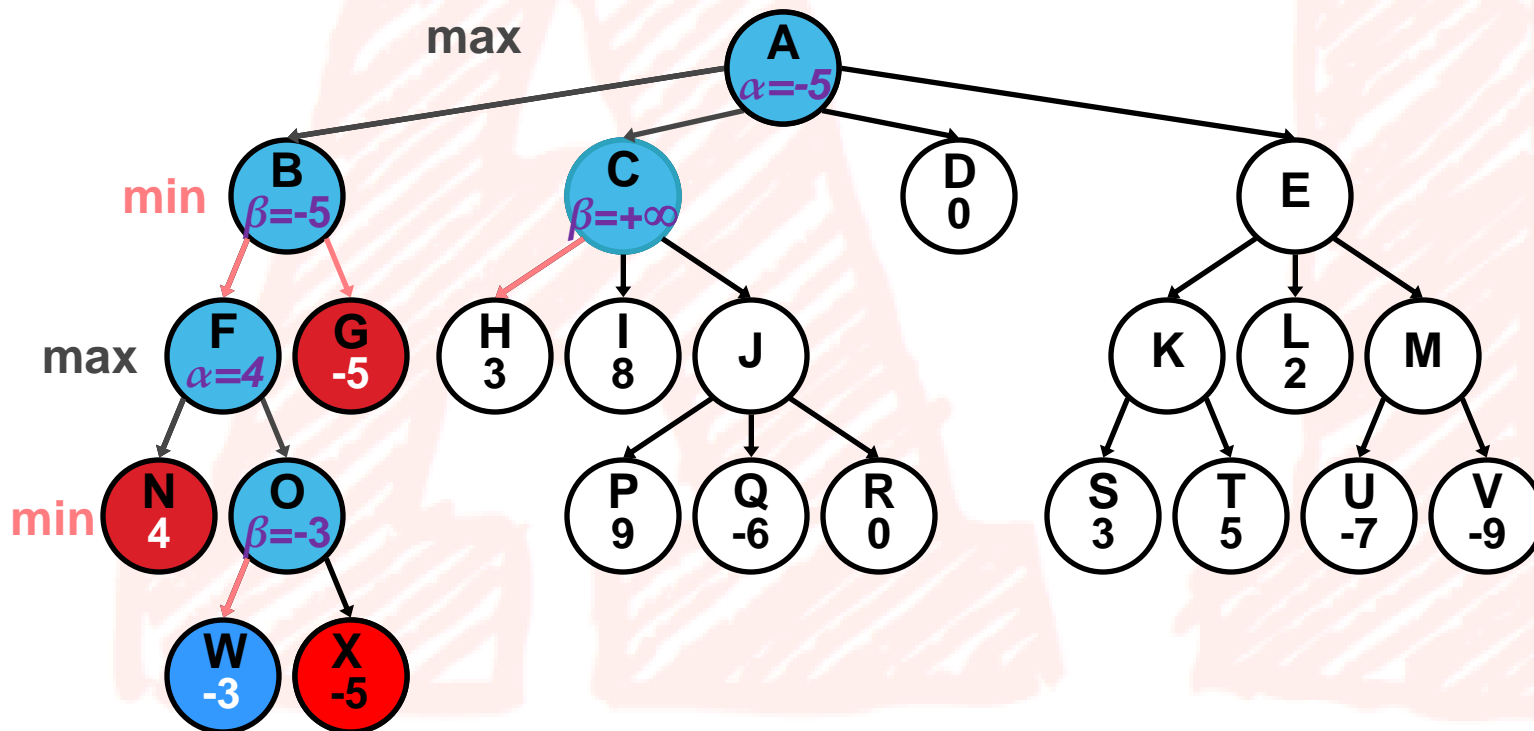 max
A
α=-5
min
B
β=-5
C
β=+∞
D
0
E
max
F
α=4
G
-5
H
3
I
8
J
K
L
2
M
min
N
4
O
β=-3
P
9
Q
-6
R
0
S
3
T
5
U
-7
V
-9
W
-3
X
-5